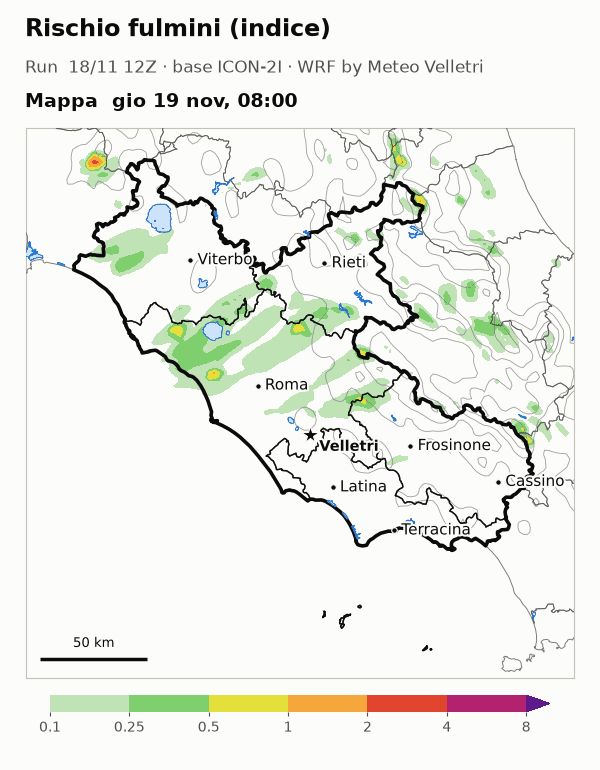 Rischio fulmini (indice)
Run  18/11 12Z · base ICON-2I · WRF by Meteo Velletri
Mappa  gio 19 nov, 08:00
Viterbo
Rieti
Roma
Velletri
Frosinone
Cassino
Latina
Terracina
50 km
0.1 0.25 0.5 1 2 4 8